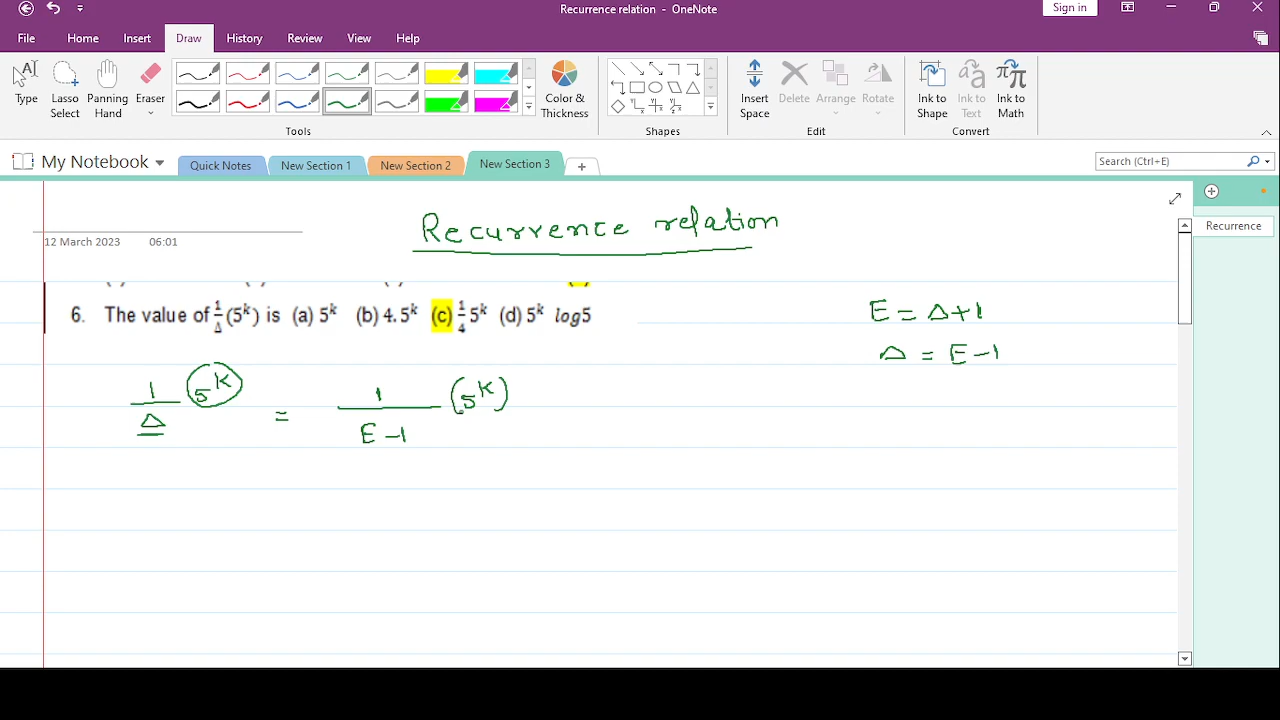 Recurrence relation - OneNote
Sign in
File Home Insert Draw History Review View Help
Type
Lasso Select
Panning Hand
Eraser
Color & Thickness
Insert Space
Delete
Arrange
Rotate
Ink to Shape
Ink to Text
Ink to Math
Tools
Shapes
Edit
Convert
My Notebook
Quick Notes
New Section 1
New Section 2
New Section 3
Search (Ctrl+E)
Recurrence
Recurrence relation
12 March 2023 06:01
6. The value of 1/Δ (5^k) is (a) 5^k (b) 4.5^k (c) 1/4 5^k (d) 5^k log5
E = Δ+1
Δ = E-1
1/Δ 5^k = 1/(E-1) (5^k)